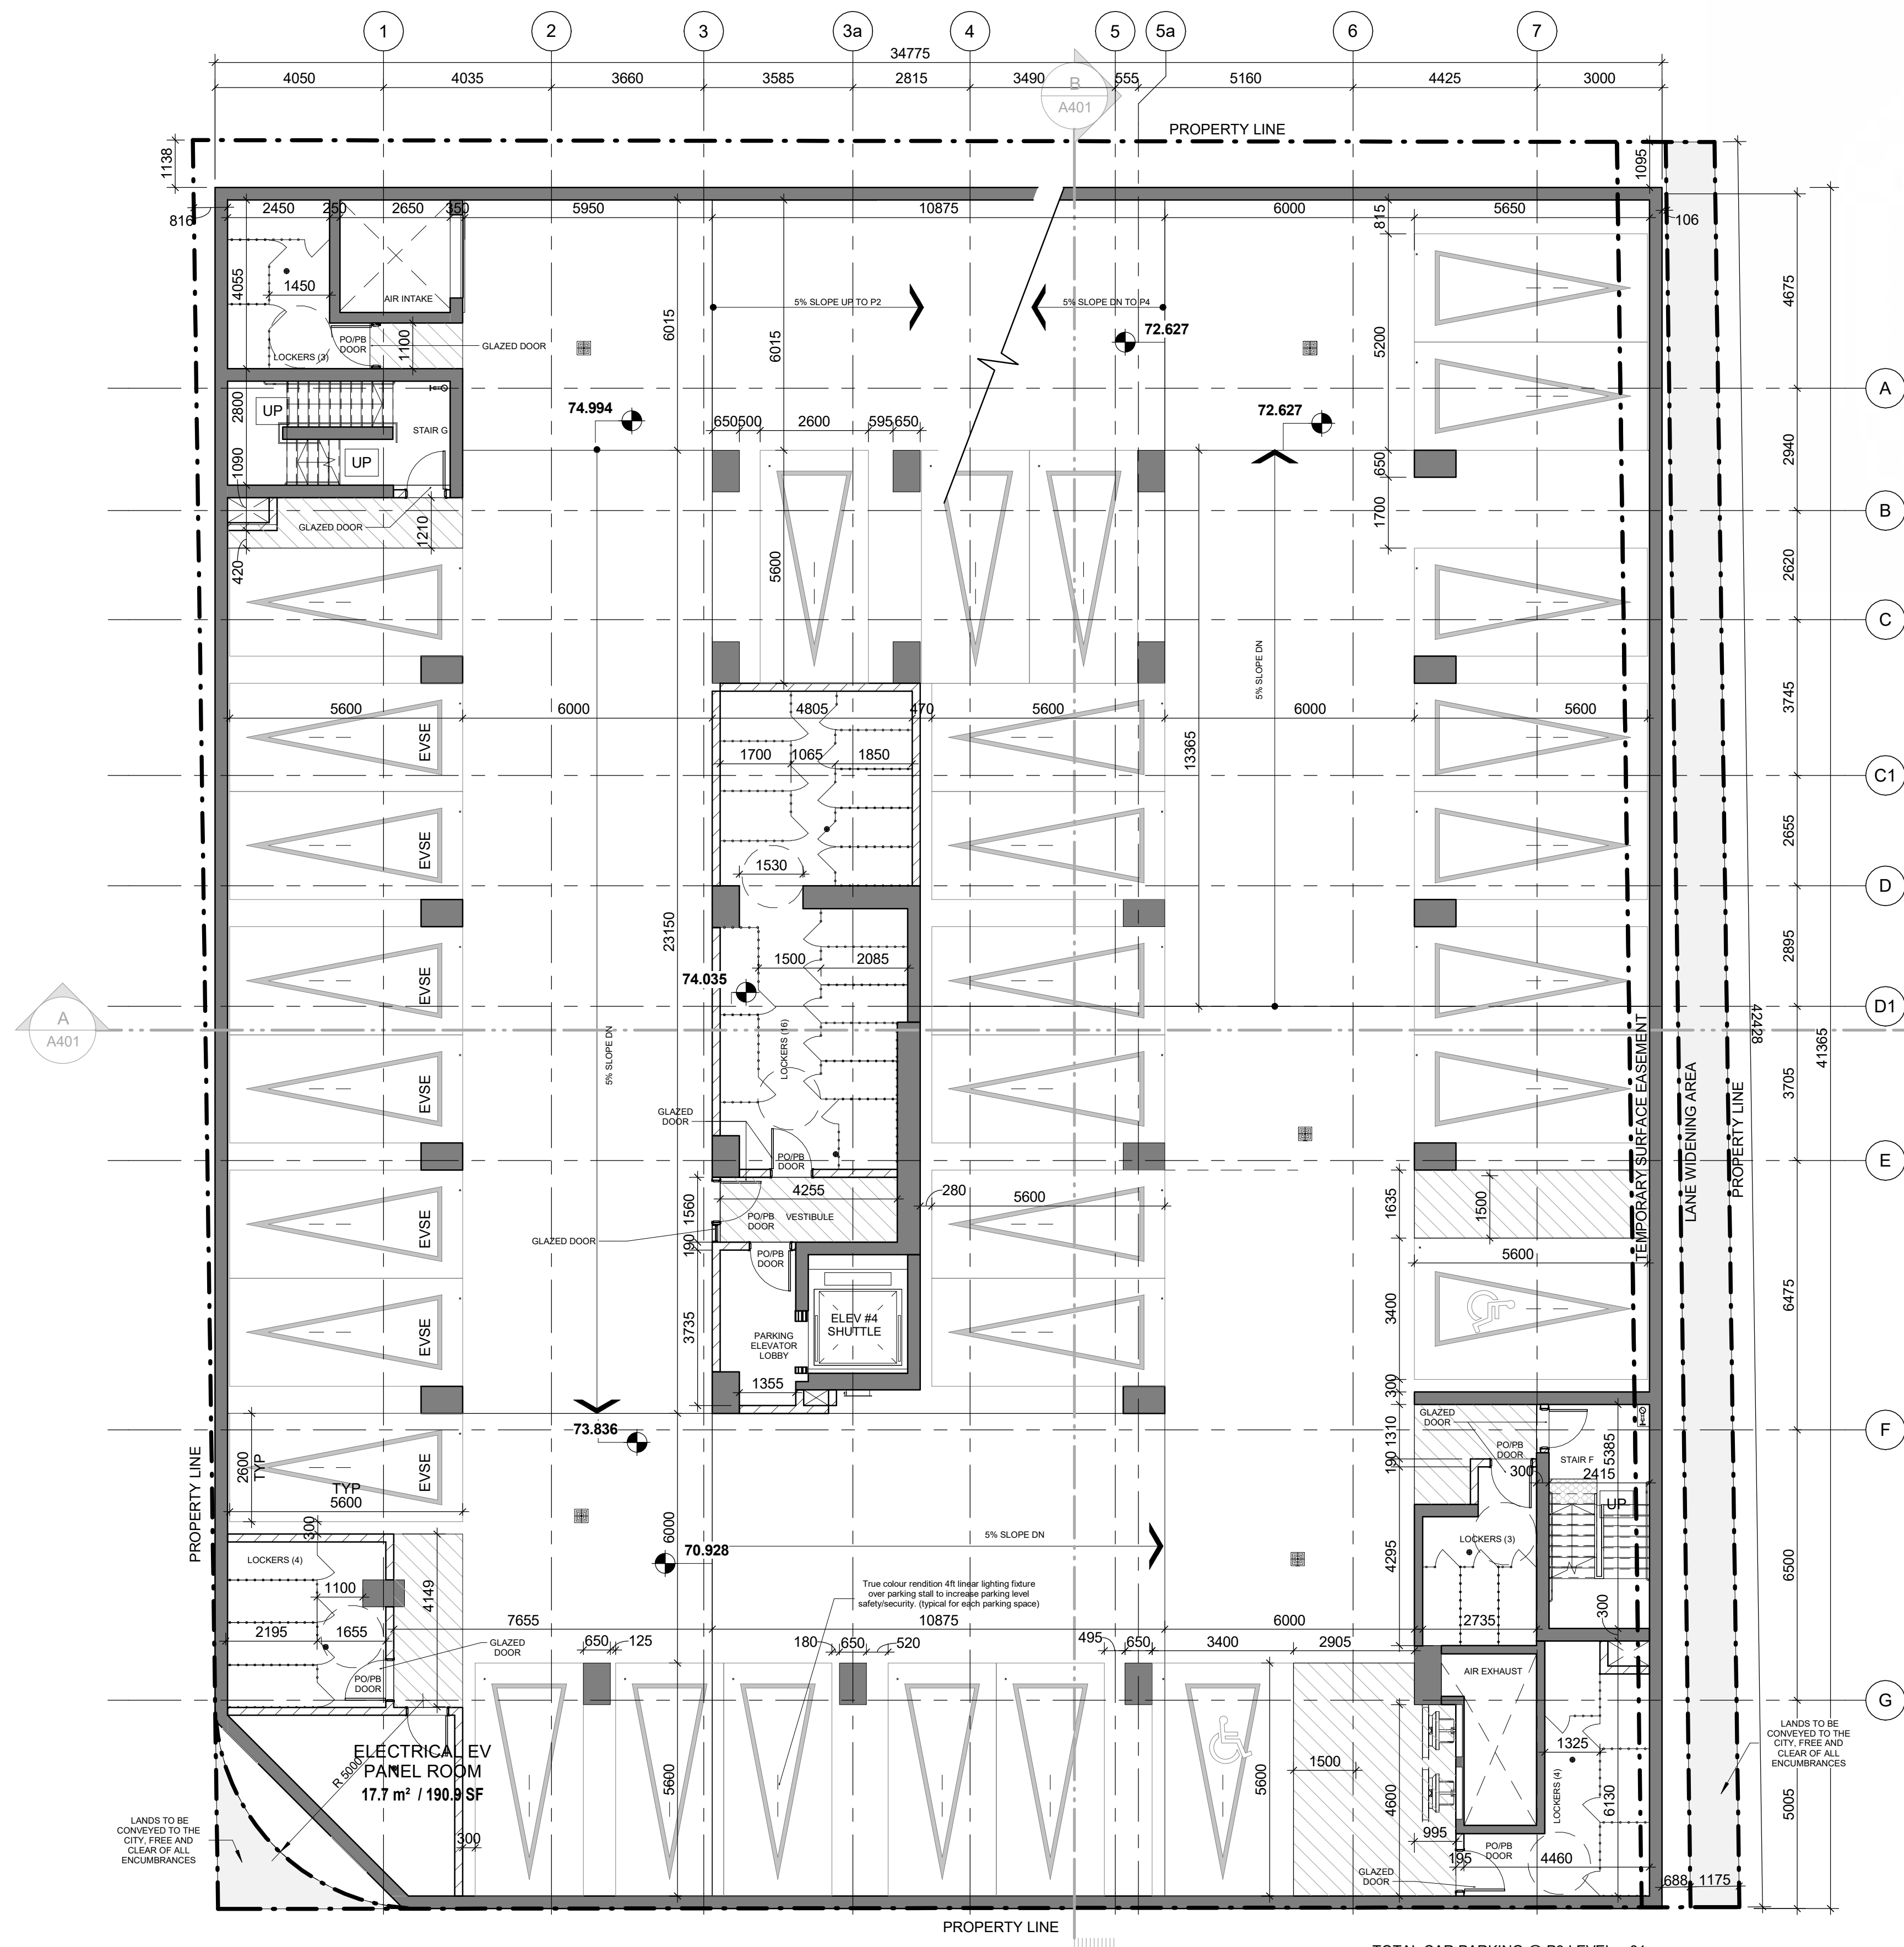 1 2 3 3a 4 5 5a 6 7
34775
4050 4035 3660 3585 2815 3490 555 5160 4425 3000
B
A401
PROPERTY LINE
1138
1095
816
2450 250 2650 350 5950 10875 6000 5650
106
815
4055
1450
AIR INTAKE
5% SLOPE UP TO P2
5% SLOPE DN TO P4
72.627
4675
6015
6015
5200
PO/PB
DOOR
LOCKERS (3)
1100
GLAZED DOOR
A
2800
UP
STAIR G
74.994
72.627
650 500 2600 595 650
2940
1090
UP
650
1700
B
GLAZED DOOR
1210
420
5600
2620
C
5% SLOPE DN
3745
5600 6000 4805 470 5600 6000 5600
EVSE
1700 1065 1850
13365
C1
EVSE
2655
1530
D
23150
2895
EVSE
1500 2085
74.035
D1
A
A401
5% SLOPE DN
LOCKERS (16)
EVSE
TEMPORARY SURFACE EASEMENT
LANE WIDENING AREA
PROPERTY LINE
42428
41365
3705
GLAZED
DOOR
PO/PB
DOOR
E
4255
280
5600
1560
PO/PB
DOOR
VESTIBULE
1635
1500
EVSE
GLAZED DOOR
190
PO/PB
DOOR
5600
6475
3735
ELEV #4
SHUTTLE
PARKING
ELEVATOR
LOBBY
3400
EVSE
1355
300
73.836
GLAZED
DOOR
1310
F
PROPERTY LINE
2600
TYP
EVSE
PO/PB
DOOR
STAIR F
5385
190
300
2415
TYP
5600
UP
300
6000
5% SLOPE DN
70.928
LOCKERS (4)
LOCKERS (3)
4295
6500
1100
4149
True colour rendition 4ft linear lighting fixture
over parking stall to increase parking level
safety/security. (typical for each parking space)
300
7655 10875 6000 2735
2195 1655
650 125 180 650 520 495 650 3400 2905
GLAZED
DOOR
PO/PB
DOOR
AIR EXHAUST
G
ELECTRICAL EV
PANEL ROOM
17.7 m² / 190.9 SF
R 5000
1325
LANDS TO BE
CONVEYED TO THE
CITY, FREE AND
CLEAR OF ALL
ENCUMBRANCES
5600
5600
1500
4600
LOCKERS (4)
6130
5005
LANDS TO BE
CONVEYED TO THE
CITY, FREE AND
CLEAR OF ALL
ENCUMBRANCES
300
995
PO/PB
DOOR
195 4460
GLAZED
DOOR
688 1175
PROPERTY LINE